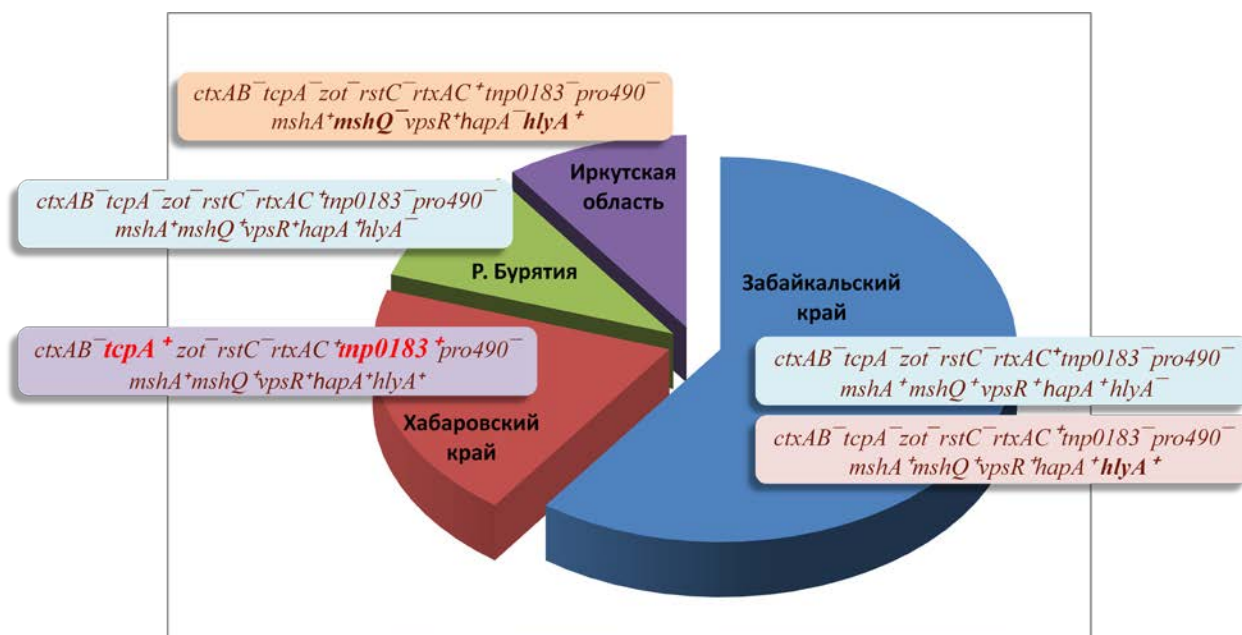 ctxAB⁻tcpA⁻zot⁻rstC⁻rtxAC⁺tnp0183⁻pro490⁻
mshA⁺mshQ⁻vpsR⁺hapA⁻hlyA⁺
Иркутская
область
ctxAB⁻tcpA⁻zot⁻rstC⁻rtxAC⁺tnp0183⁻pro490⁻
mshA⁺mshQ⁺vpsR⁺hapA⁺hlyA⁻
Р. Бурятия
Забайкальский
край
ctxAB⁻tcpA⁺zot⁻rstC⁻rtxAC⁺tnp0183⁺pro490⁻
mshA⁺mshQ⁺vpsR⁺hapA⁺hlyA⁺
ctxAB⁻tcpA⁻zot⁻rstC⁻rtxAC⁺tnp0183⁻pro490⁻
mshA⁺mshQ⁺vpsR⁺hapA⁺hlyA⁻
Хабаровский
край
ctxAB⁻tcpA⁻zot⁻rstC⁻rtxAC⁺tnp0183⁻pro490⁻
mshA⁺mshQ⁺vpsR⁺hapA⁺hlyA⁺